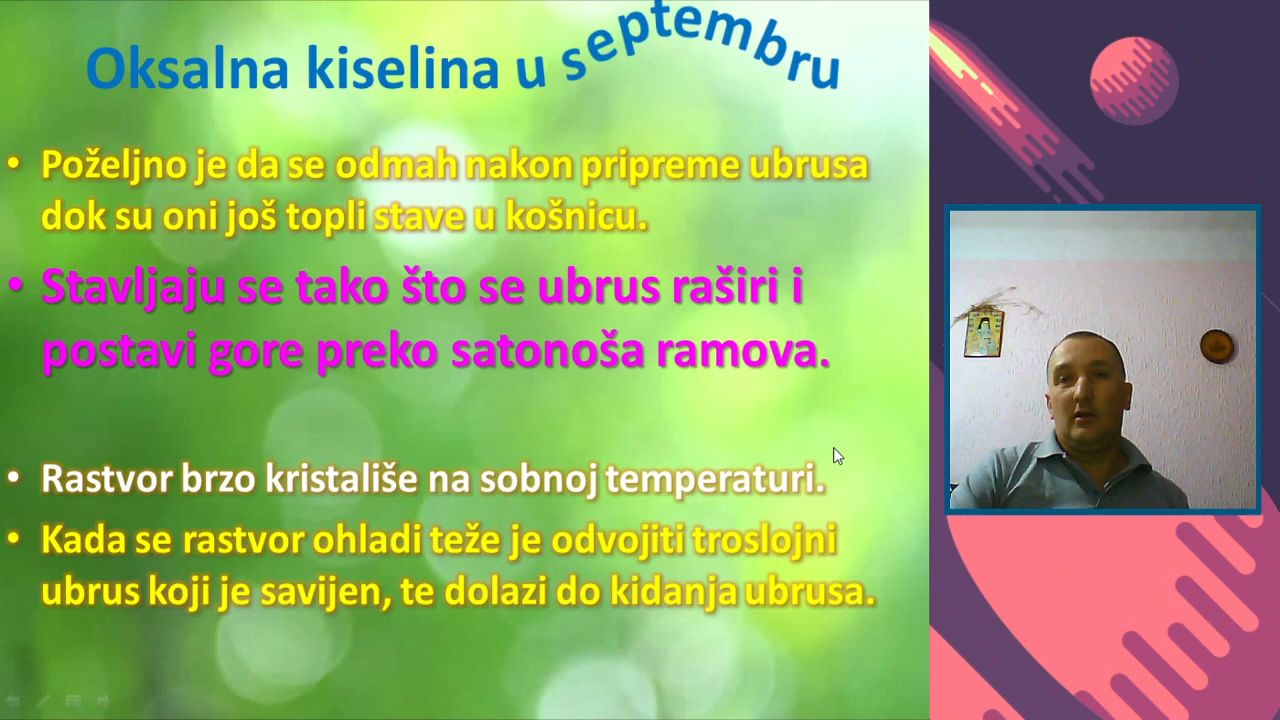 Oksalna kiselina u septembru
• Poželjno je da se odmah nakon pripreme ubrusa
dok su oni još topli stave u košnicu.
• Stavljaju se tako što se ubrus raširi i
postavi gore preko satonoša ramova.
• Rastvor brzo kristališe na sobnoj temperaturi.
• Kada se rastvor ohladi teže je odvojiti troslojni
ubrus koji je savijen, te dolazi do kidanja ubrusa.